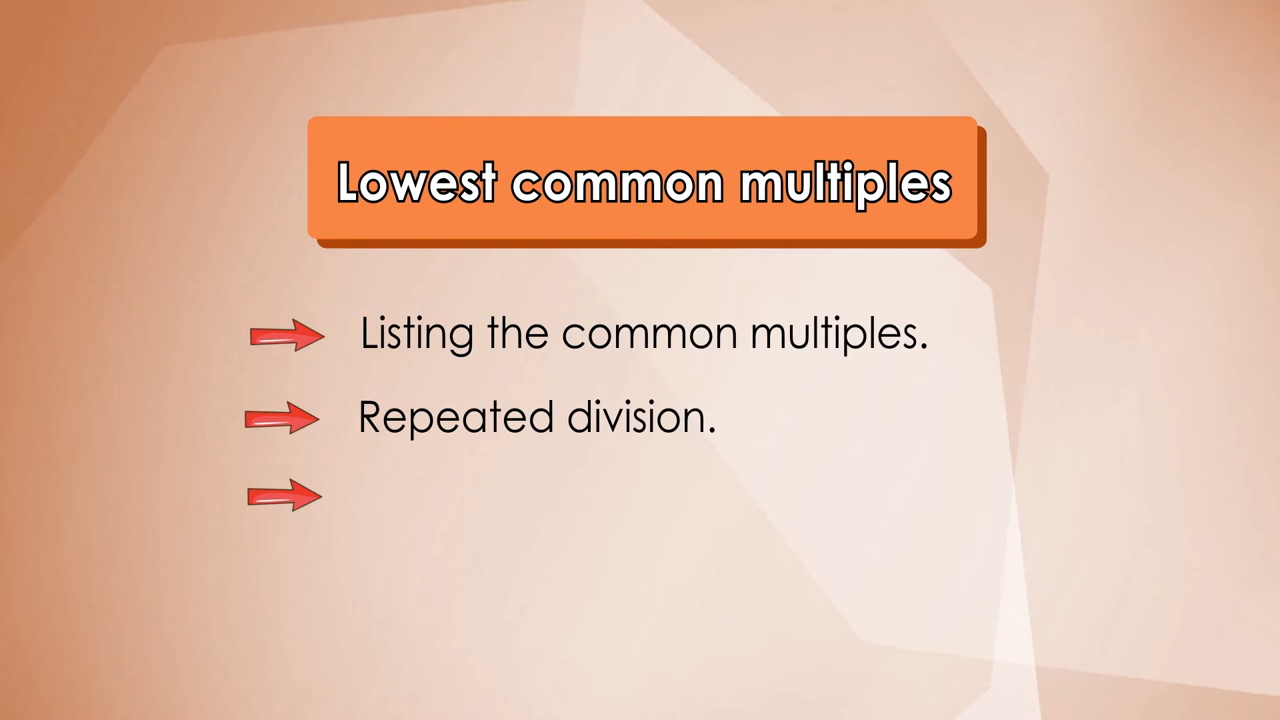 Lowest common multiples
Listing the common multiples.
Repeated division.